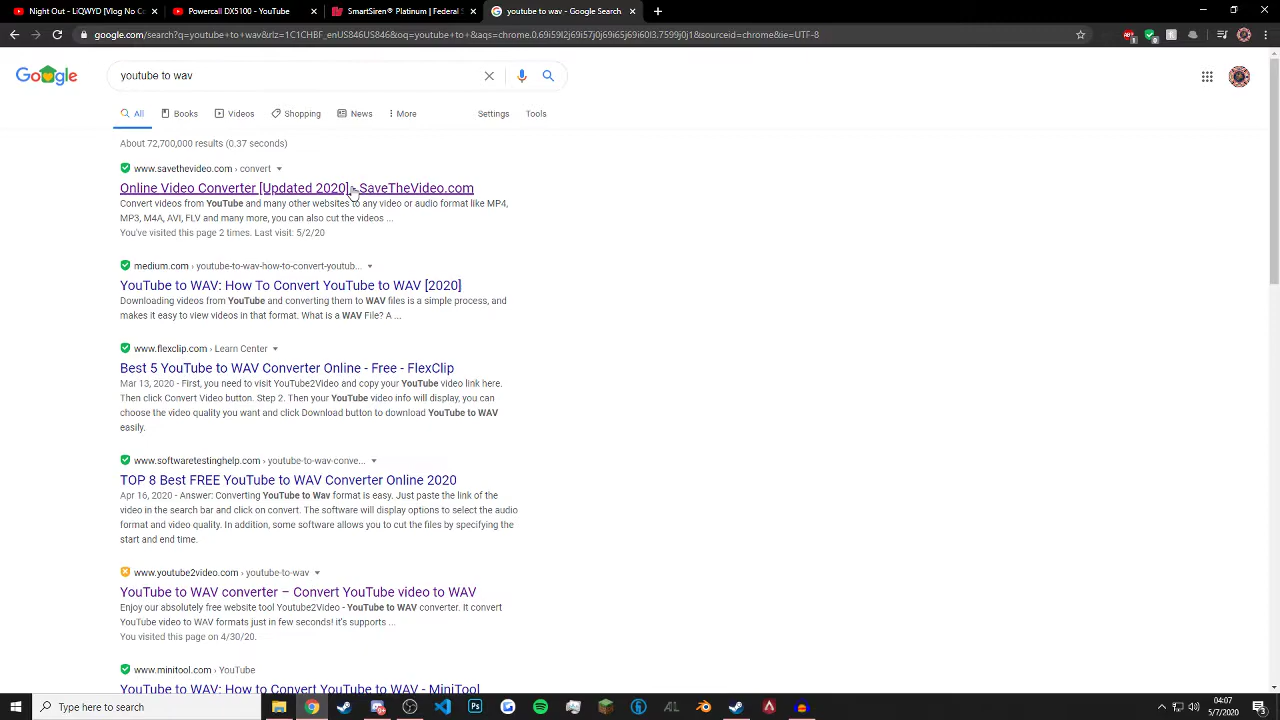 Night Out - LIQWYD (Vlog No Co
Powercall DX5100 - YouTube
SmartSiren® Platinum | Federal S
youtube to wav - Google Search
google.com/search?q=youtube+to+wav&rlz=1C1CHBF_enUS846US846&oq=youtube+to+&aqs=chrome.0.69i59l2j69i57j0j69i65j69i60l3.7599j0j1&sourceid=chrome&ie=UTF-8
Google
youtube to wav
All
Books
Videos
Shopping
News
More
Settings
Tools
About 72,700,000 results (0.37 seconds)
www.savethevideo.com › convert
Online Video Converter [Updated 2020] - SaveTheVideo.com
Convert videos from YouTube and many other websites to any video or audio format like MP4,
MP3, M4A, AVI, FLV and many more, you can also cut the videos ...
You've visited this page 2 times. Last visit: 5/2/20
medium.com › youtube-to-wav-how-to-convert-youtub...
YouTube to WAV: How To Convert YouTube to WAV [2020]
Downloading videos from YouTube and converting them to WAV files is a simple process, and
makes it easy to view videos in that format. What is a WAV File? A ...
www.flexclip.com › Learn Center
Best 5 YouTube to WAV Converter Online - Free - FlexClip
Mar 13, 2020 - First, you need to visit YouTube2Video and copy your YouTube video link here.
Then click Convert Video button. Step 2. Then your YouTube video info will display, you can
choose the video quality you want and click Download button to download YouTube to WAV
easily.
www.softwaretestinghelp.com › youtube-to-wav-conve...
TOP 8 Best FREE YouTube to WAV Converter Online 2020
Apr 16, 2020 - Answer: Converting YouTube to Wav format is easy. Just paste the link of the
video in the search bar and click on convert. The software will display options to select the audio
format and video quality. In addition, some software allows you to cut the files by specifying the
start and end time.
www.youtube2video.com › youtube-to-wav
YouTube to WAV converter – Convert YouTube video to WAV
Enjoy our absolutely free website tool Youtube2Video - YouTube to WAV converter. It convert
YouTube video to WAV formats just in few seconds! it's supports ...
You visited this page on 4/30/20.
www.minitool.com › YouTube
YouTube to WAV: How to Convert YouTube to WAV - MiniTool
Type here to search
Ps
04:07
5/7/2020